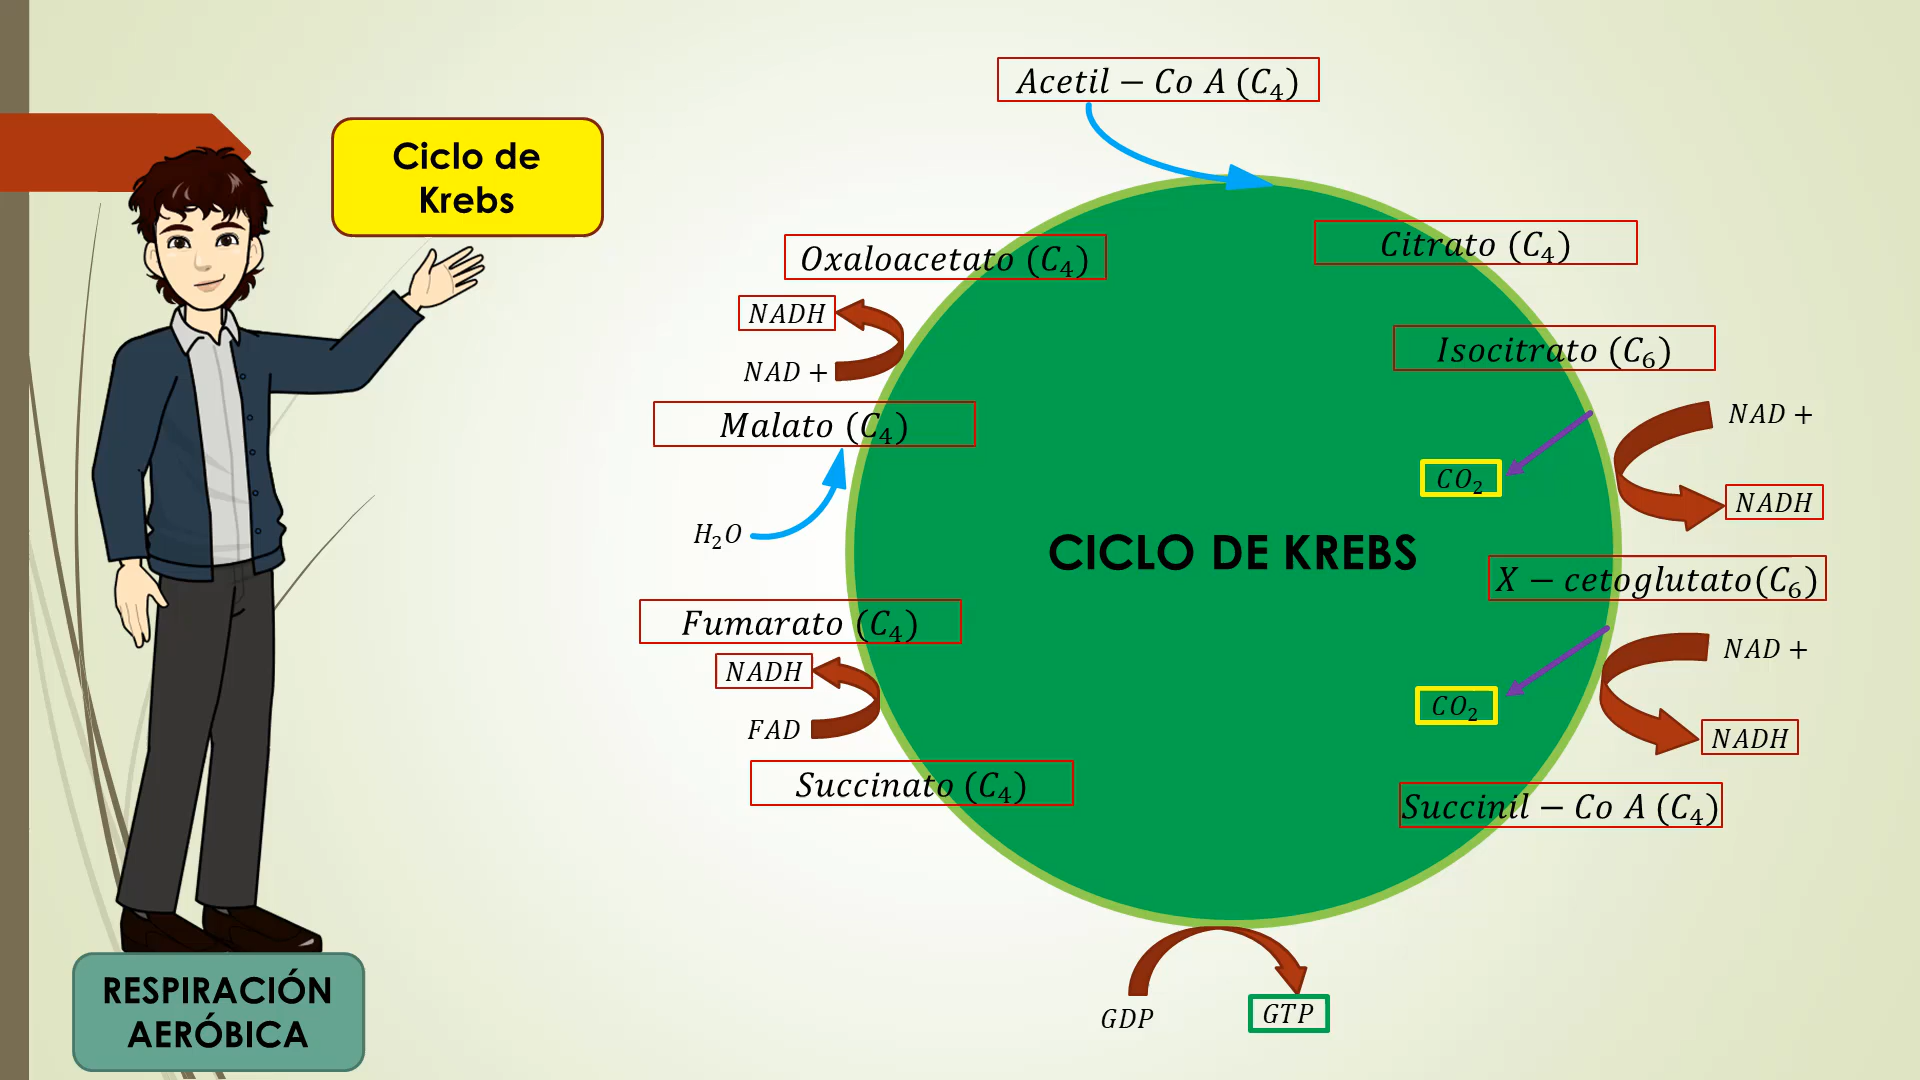 Acetil − Co A (C₄)
Ciclo de
Krebs
Citrato (C₄)
Oxaloacetato (C₄)
NADH
NAD +
Isocitrato (C₆)
NAD +
Malato (C₄)
CO₂
NADH
H₂O
CICLO DE KREBS
X − cetoglutato(C₆)
Fumarato (C₄)
NAD +
NADH
CO₂
FAD
NADH
Succinato (C₄)
Succinil − Co A (C₄)
RESPIRACIÓN
AERÓBICA
GDP
GTP